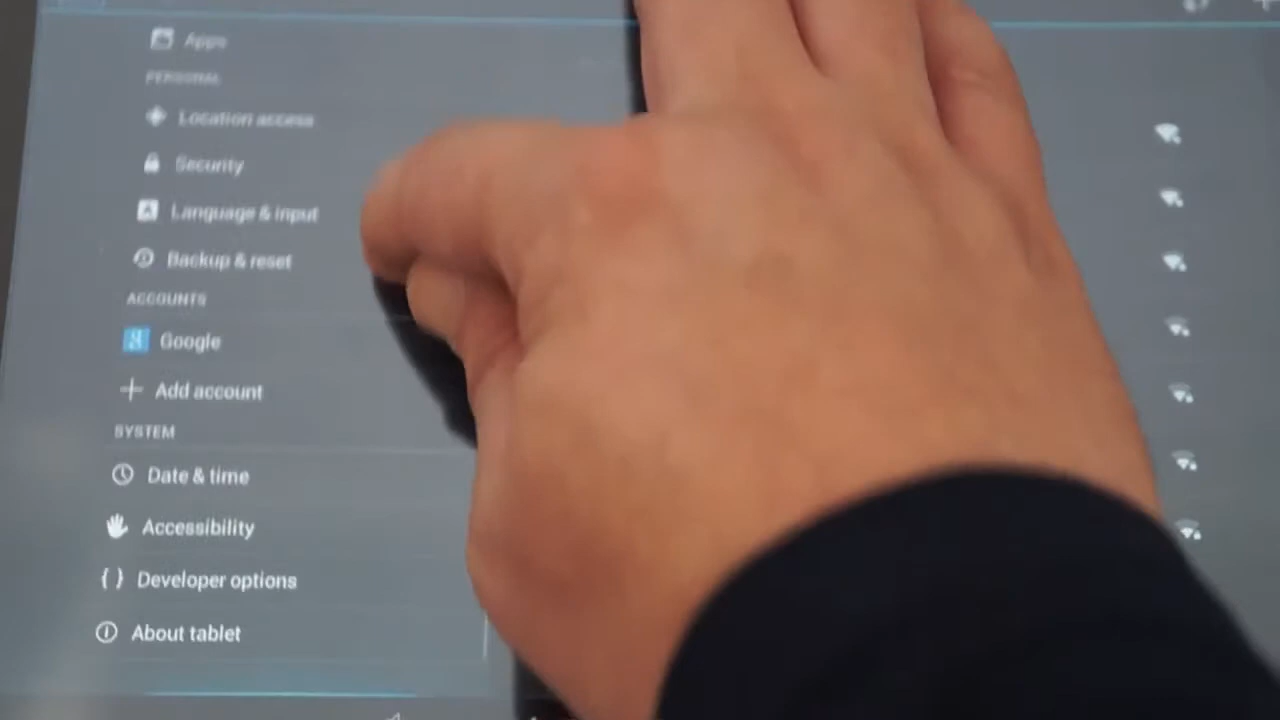 Apps
PERSONAL
Location access
Security
Language & input
Backup & reset
ACCOUNTS
Google
Add account
SYSTEM
Date & time
Accessibility
{ } Developer options
About tablet